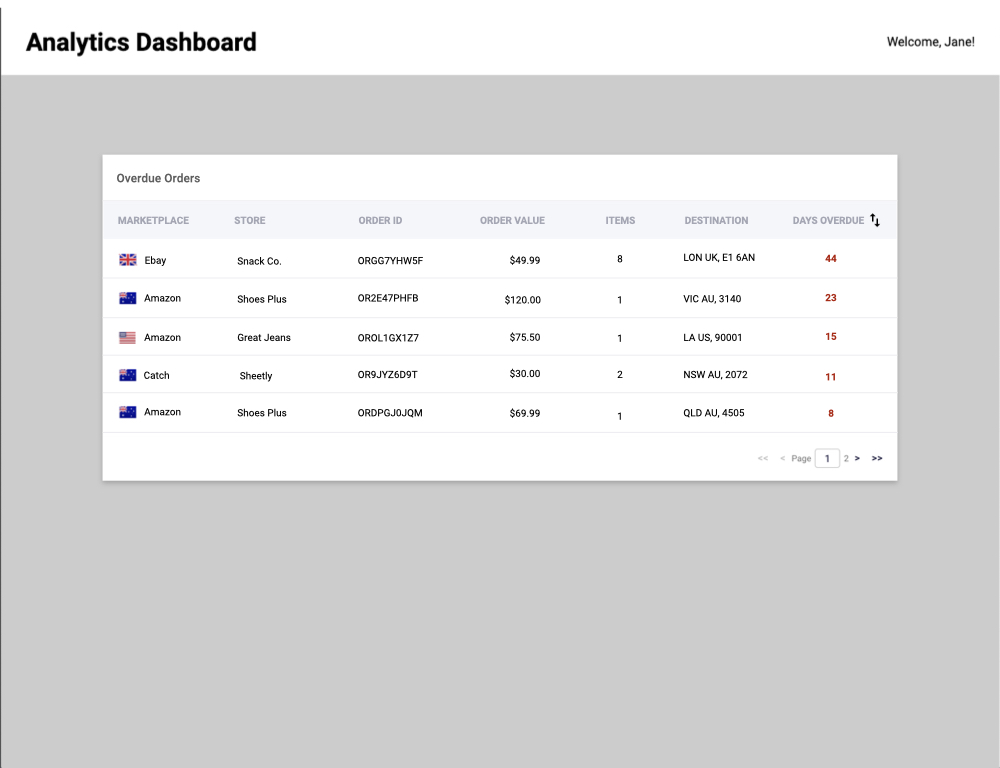 Analytics Dashboard Welcome, Jane!
Overdue Orders
MARKETPLACE STORE ORDER ID ORDER VALUE ITEMS DESTINATION DAYS OVERDUE
Ebay Snack Co. ORGG7YHW5F $49.99 8 LON UK, E1 6AN 44
Amazon Shoes Plus OR2E47PHFB $120.00 1 VIC AU, 3140 23
Amazon Great Jeans OROL1GX1Z7 $75.50 1 LA US, 90001 15
Catch Sheetly OR9JYZ6D9T $30.00 2 NSW AU, 2072 11
Amazon Shoes Plus ORDPGJ0JQM $69.99 1 QLD AU, 4505 8
<< < Page 1 2 > >>